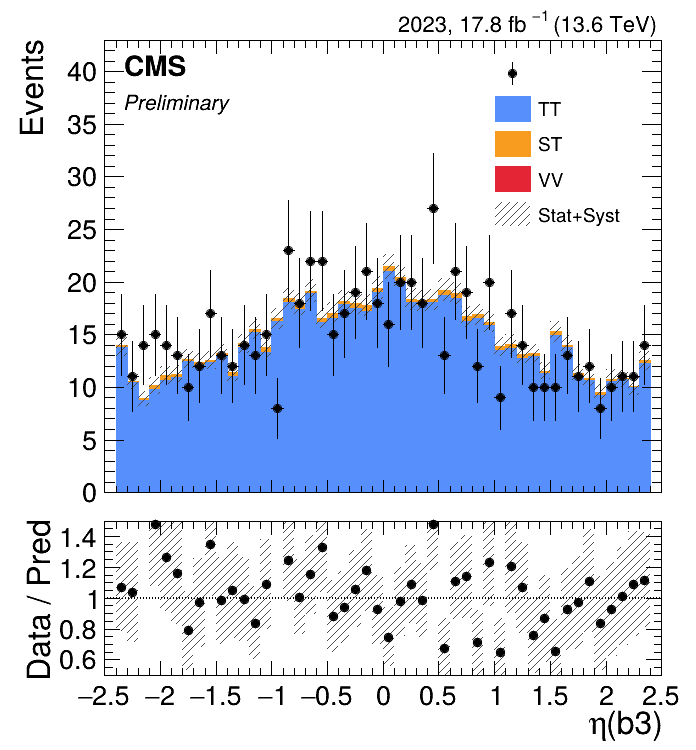 2023, 17.8 fb⁻¹ (13.6 TeV)
CMS
Preliminary
TT
ST
VV
Stat+Syst
Events
40
35
30
25
20
15
10
5
0
Data / Pred
1.4
1.2
1
0.8
0.6
−2.5 −2 −1.5 −1 −0.5 0 0.5 1 1.5 2 2.5
η(b3)